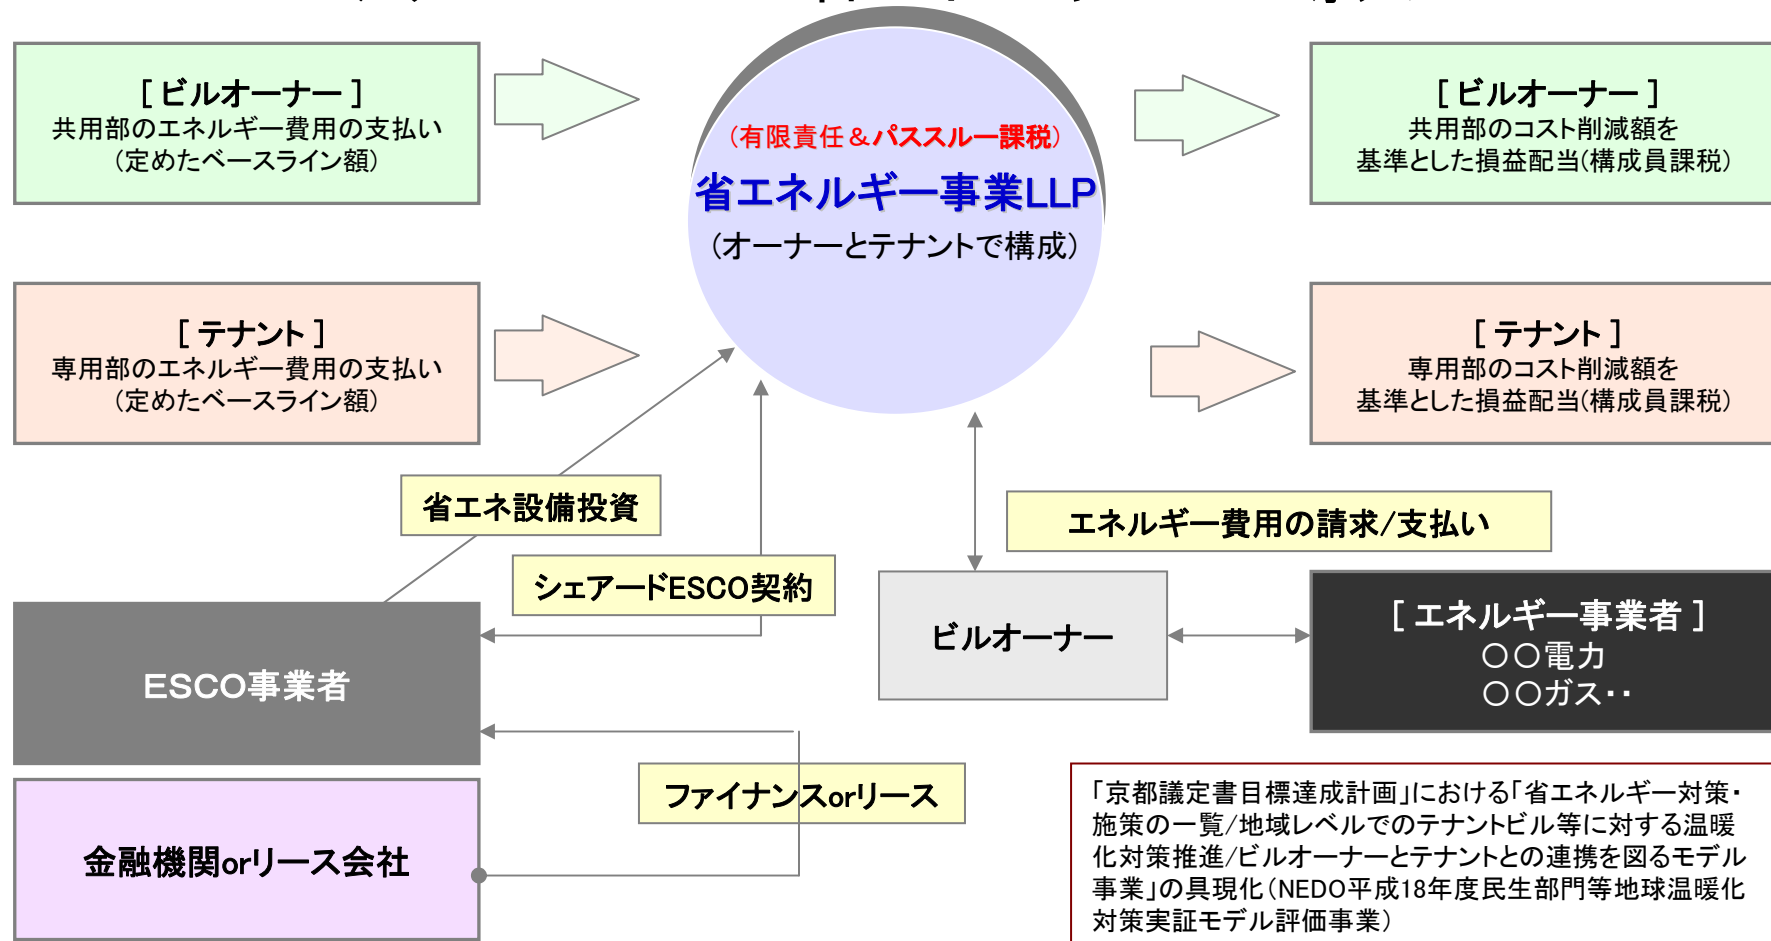 [ ビルオーナー ]
共用部のエネルギー費用の支払い
(定めたベースライン額)
(有限責任&パススルー課税)
省エネルギー事業LLP
(オーナーとテナントで構成)
[ ビルオーナー ]
共用部のコスト削減額を
基準とした損益配当(構成員課税)
[ テナント ]
専用部のエネルギー費用の支払い
(定めたベースライン額)
[ テナント ]
専用部のコスト削減額を
基準とした損益配当(構成員課税)
省エネ設備投資
エネルギー費用の請求/支払い
シェアードESCO契約
ESCO事業者
ビルオーナー
[ エネルギー事業者 ]
○○電力
○○ガス・・
ファイナンスorリース
金融機関orリース会社
「京都議定書目標達成計画」における「省エネルギー対策・
施策の一覧/地域レベルでのテナントビル等に対する温暖
化対策推進/ビルオーナーとテナントとの連携を図るモデル
事業」の具現化(NEDO平成18年度民生部門等地球温暖化
対策実証モデル評価事業)